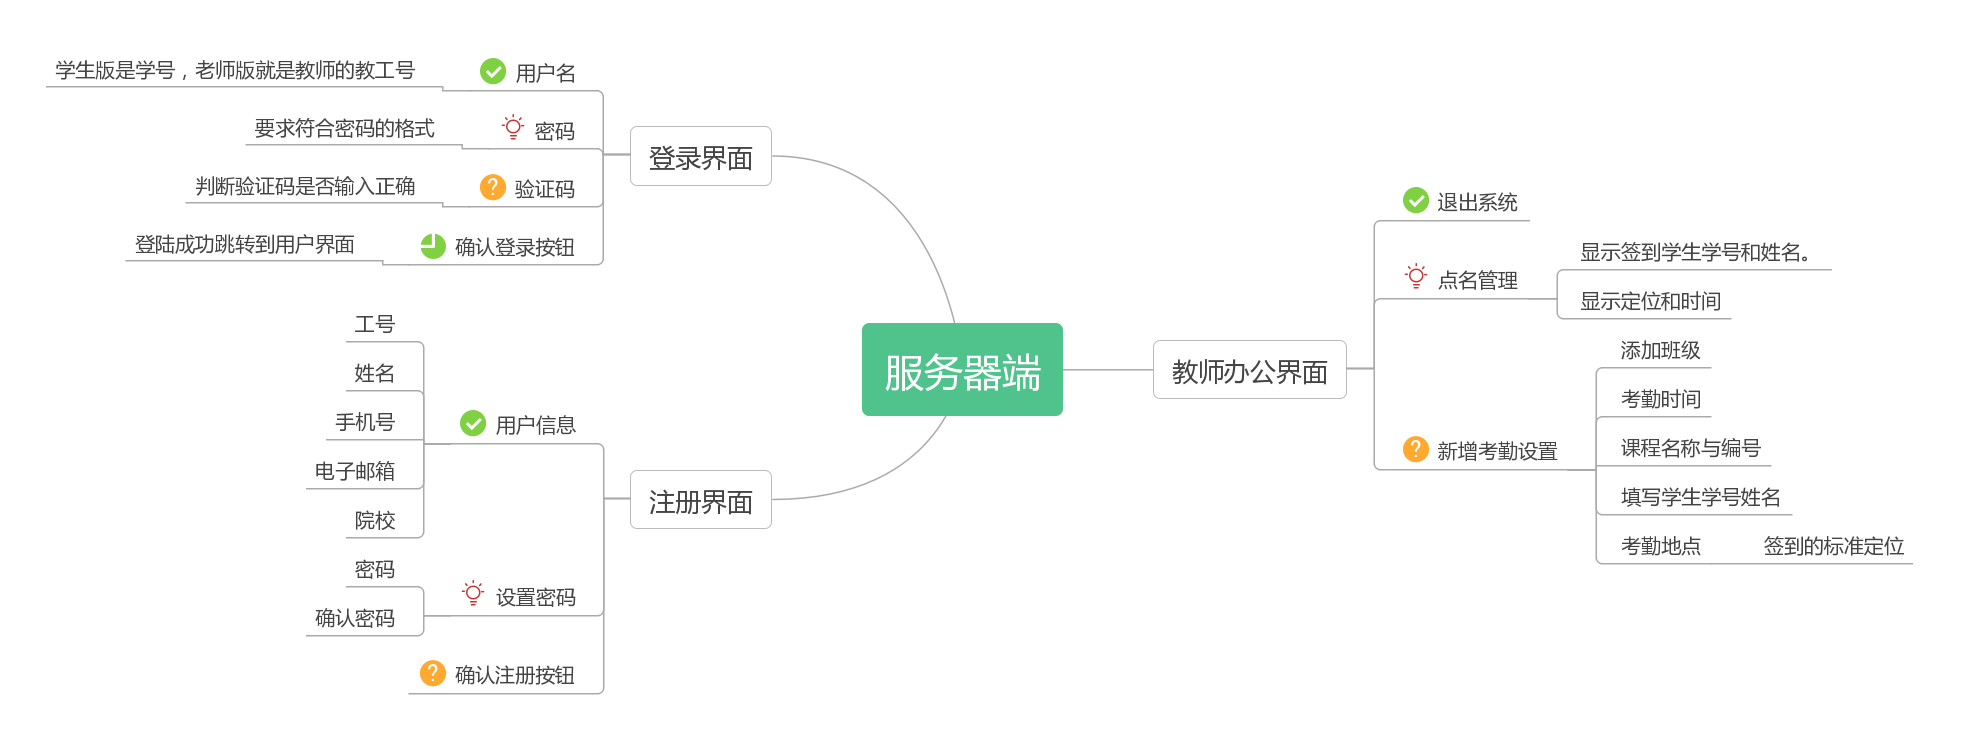 服务器端
登录界面
用户名
学生版是学号，老师版就是教师的教工号
密码
要求符合密码的格式
验证码
判断验证码是否输入正确
确认登录按钮
登陆成功跳转到用户界面
注册界面
用户信息
工号
姓名
手机号
电子邮箱
院校
设置密码
密码
确认密码
确认注册按钮
教师办公界面
退出系统
点名管理
显示签到学生学号和姓名。
显示定位和时间
新增考勤设置
添加班级
考勤时间
课程名称与编号
填写学生学号姓名
考勤地点
签到的标准定位